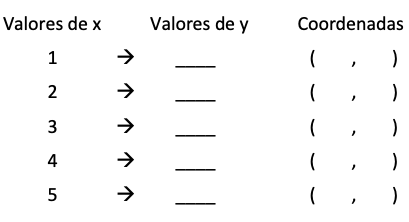 Valores de x Valores de y Coordenadas
1 → ____ ( , )
2 → ____ ( , )
3 → ____ ( , )
4 → ____ ( , )
5 → ____ ( , )